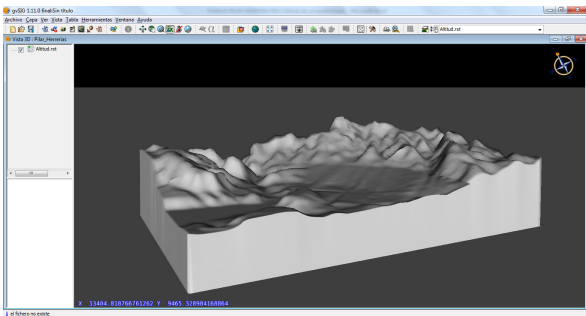 gvSIG 1.11.0 final:Sin título
Archivo Capa Ver Vista Tabla Herramientas Ventana Ayuda
Altitud.rst
Vista 3D : Pilar_Herrerias
Altitud.rst
X 13404.818766761262 Y 9465.328984168864
el fichero no existe